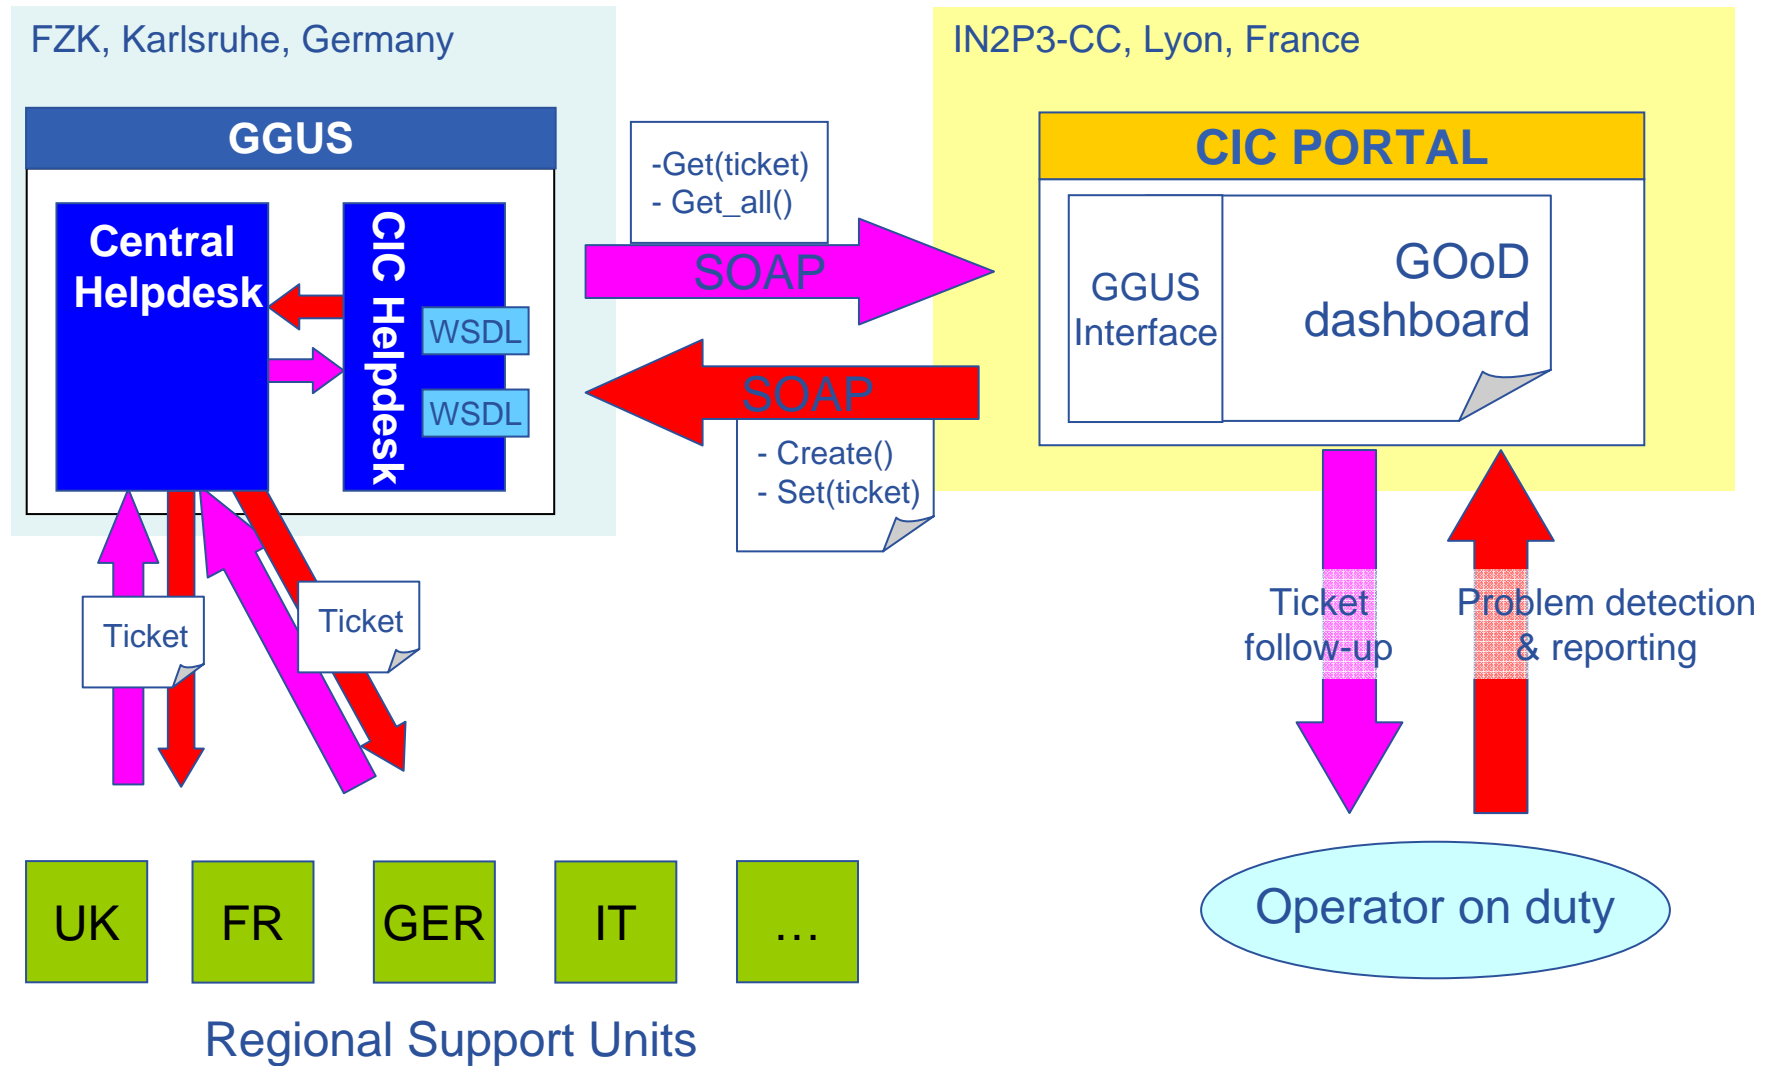 FZK, Karlsruhe, Germany
GGUS
Central
Helpdesk
CIC Helpdesk
WSDL
WSDL
-Get(ticket)
- Get_all()
SOAP
SOAP
- Create()
- Set(ticket)
IN2P3-CC, Lyon, France
CIC PORTAL
GGUS
Interface
GOoD
dashboard
Ticket
Ticket
Ticket
follow-up
Problem detection
& reporting
UK
FR
GER
IT
…
Regional Support Units
Operator on duty